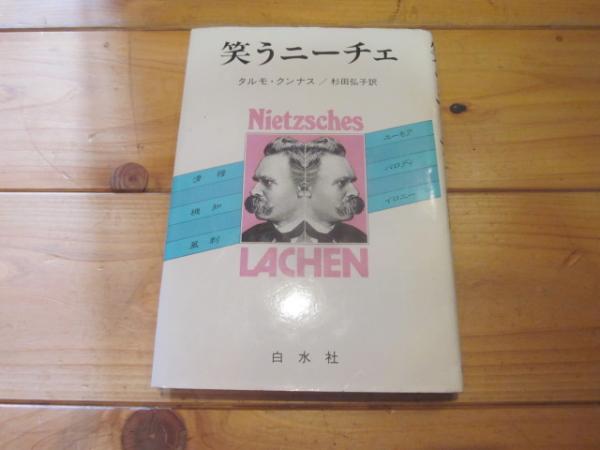 笑うニーチェ
タルモ・クンナス／杉田弘子訳
Nietzsches
滑稽
機知
風刺
ユーモア
パロディ
イロニー
LACHEN
白水社